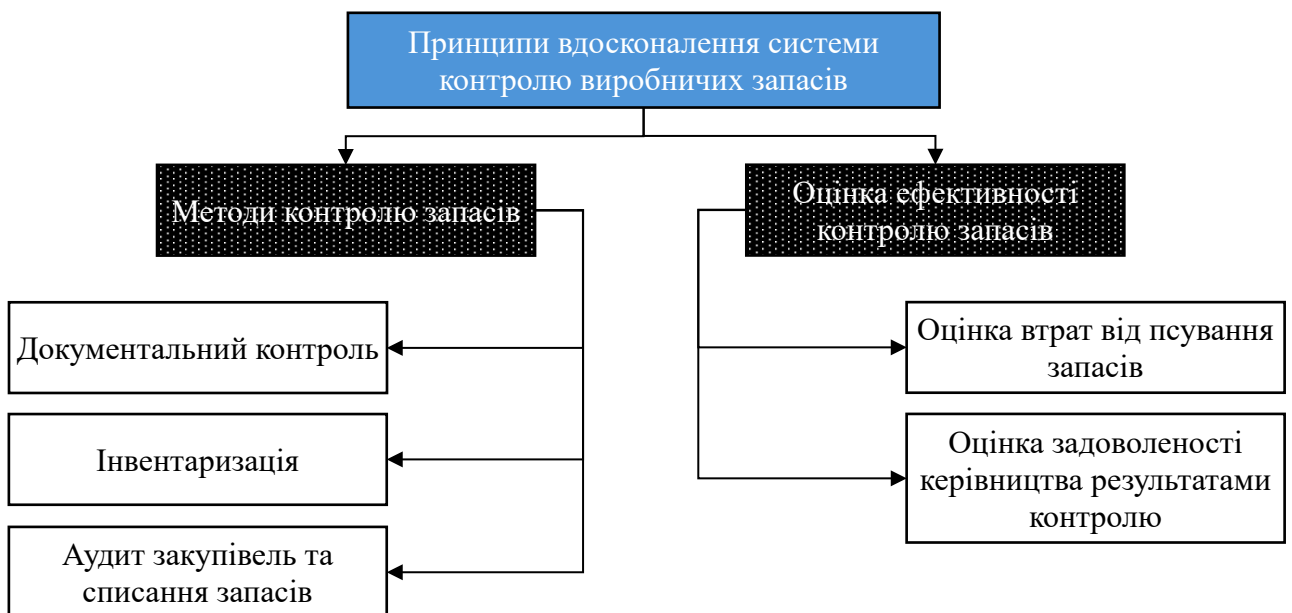 Принципи вдосконалення системи
контролю виробничих запасів
Методи контролю запасів
Оцінка ефективності
контролю запасів
Документальний контроль
Інвентаризація
Аудит закупівель та
списання запасів
Оцінка втрат від псування
запасів
Оцінка задоволеності
керівництва результатами
контролю